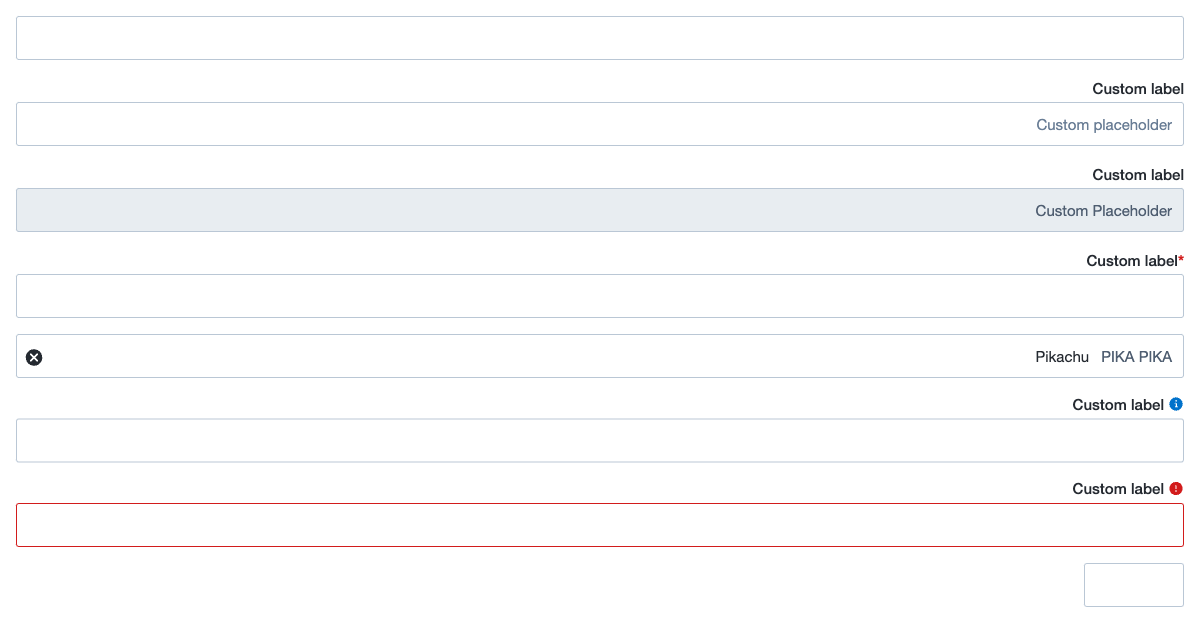 Custom label
Custom placeholder
Custom label
Custom Placeholder
Custom label*
Pikachu PIKA PIKA
Custom label
Custom label